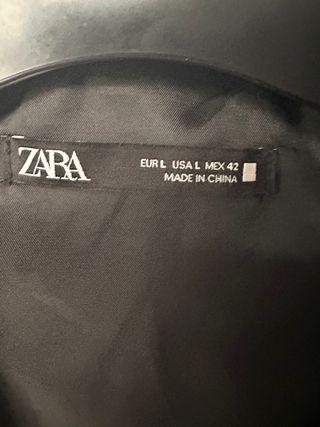 ZARA
EUR L USA L MEX 42
MADE IN CHINA